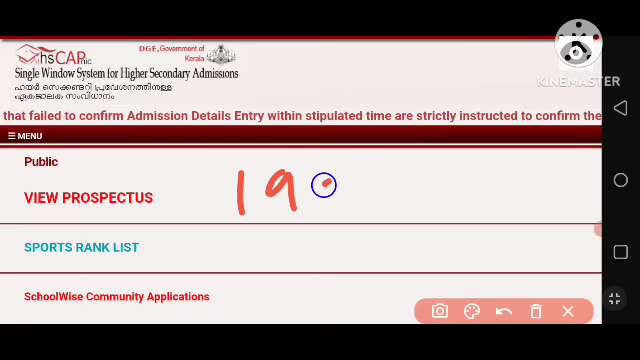 hsCAP nic
DGE, Government of
Kerala
Single Window System for Higher Secondary Admissions
ഹയർ സെക്കണ്ടറി പ്രവേശനത്തിനുള്ള
ഏകജാലക സംവിധാനം
KINEMASTER
that failed to confirm Admission Details Entry within stipulated time are strictly instructed to confirm the
☰ MENU
Public
VIEW PROSPECTUS
19
SPORTS RANK LIST
SchoolWise Community Applications